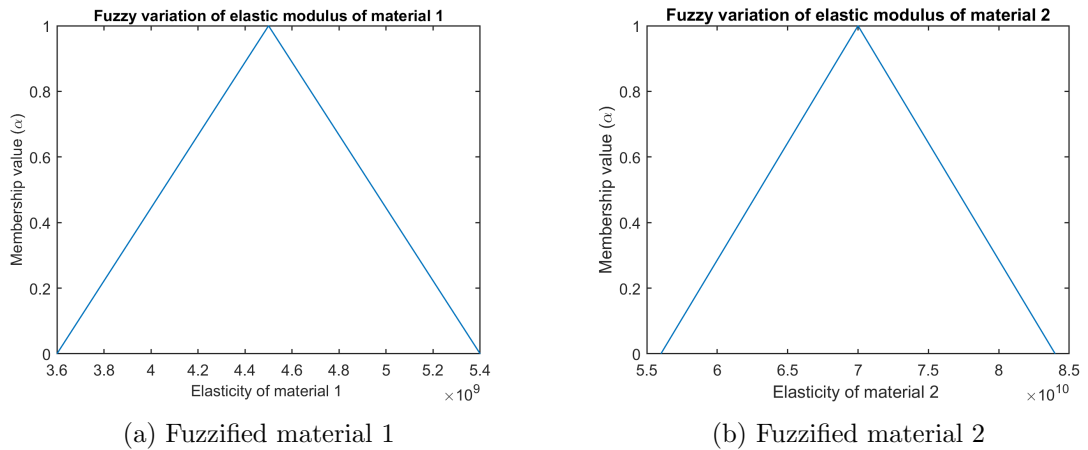 Fuzzy variation of elastic modulus of material 1
1
0.8
0.6
0.4
0.2
0
Membership value (α)
3.6 3.8 4 4.2 4.4 4.6 4.8 5 5.2 5.4
Elasticity of material 1
×10⁹
(a) Fuzzified material 1
Fuzzy variation of elastic modulus of material 2
1
0.8
0.6
0.4
0.2
0
Membership value (α)
5.5 6 6.5 7 7.5 8 8.5
Elasticity of material 2
×10¹⁰
(b) Fuzzified material 2